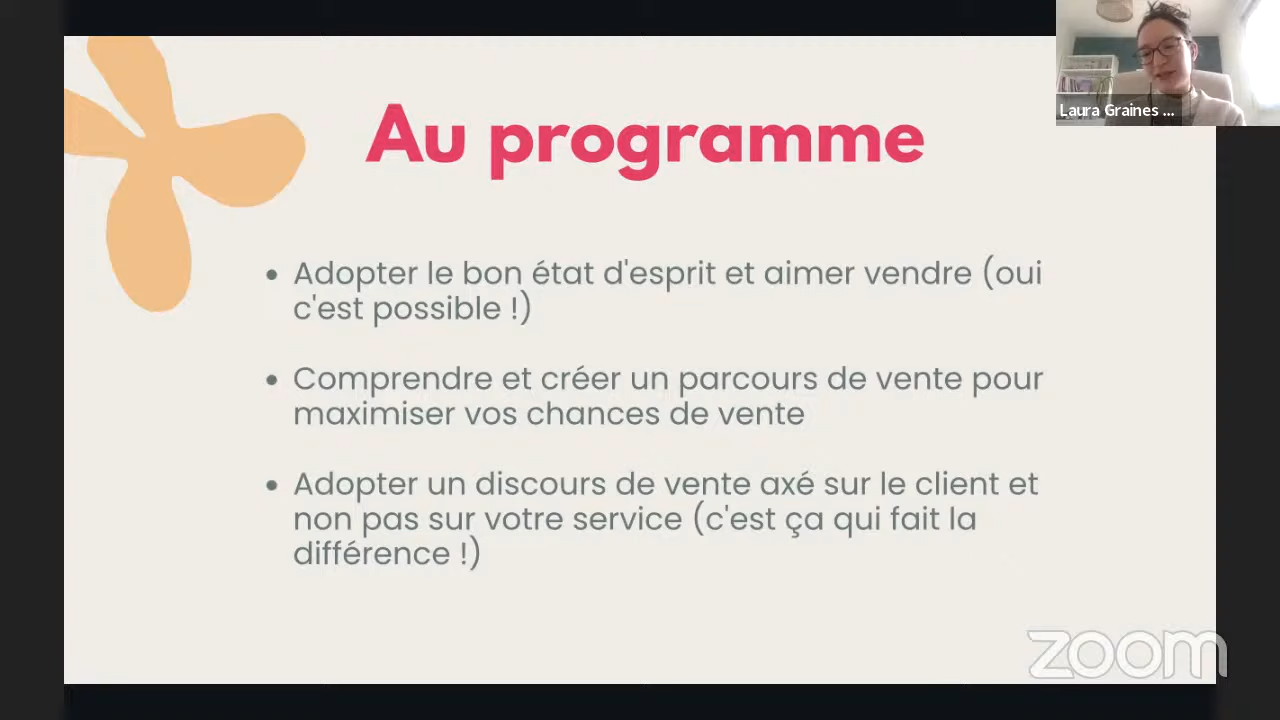 Laura Graines ...
Au programme
• Adopter le bon état d'esprit et aimer vendre (oui
c'est possible !)
• Comprendre et créer un parcours de vente pour
maximiser vos chances de vente
• Adopter un discours de vente axé sur le client et
non pas sur votre service (c'est ça qui fait la
différence !)
zoom